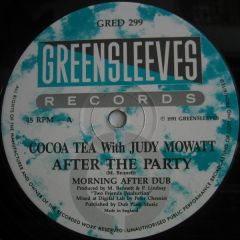 GRED 299
GREENSLEEVES
RECORDS
45 RPM - A
℗ 1991 GREENSLEEVES
COCOA TEA With JUDY MOWATT
AFTER THE PARTY
(M. Bennett)
MORNING AFTER DUB
Produced by M. Bennett & P. Lindsay
"Two Friends Production"
Mixed at Digital Lab by Peter Chemist
Published by Dub Plate Music
Made in England